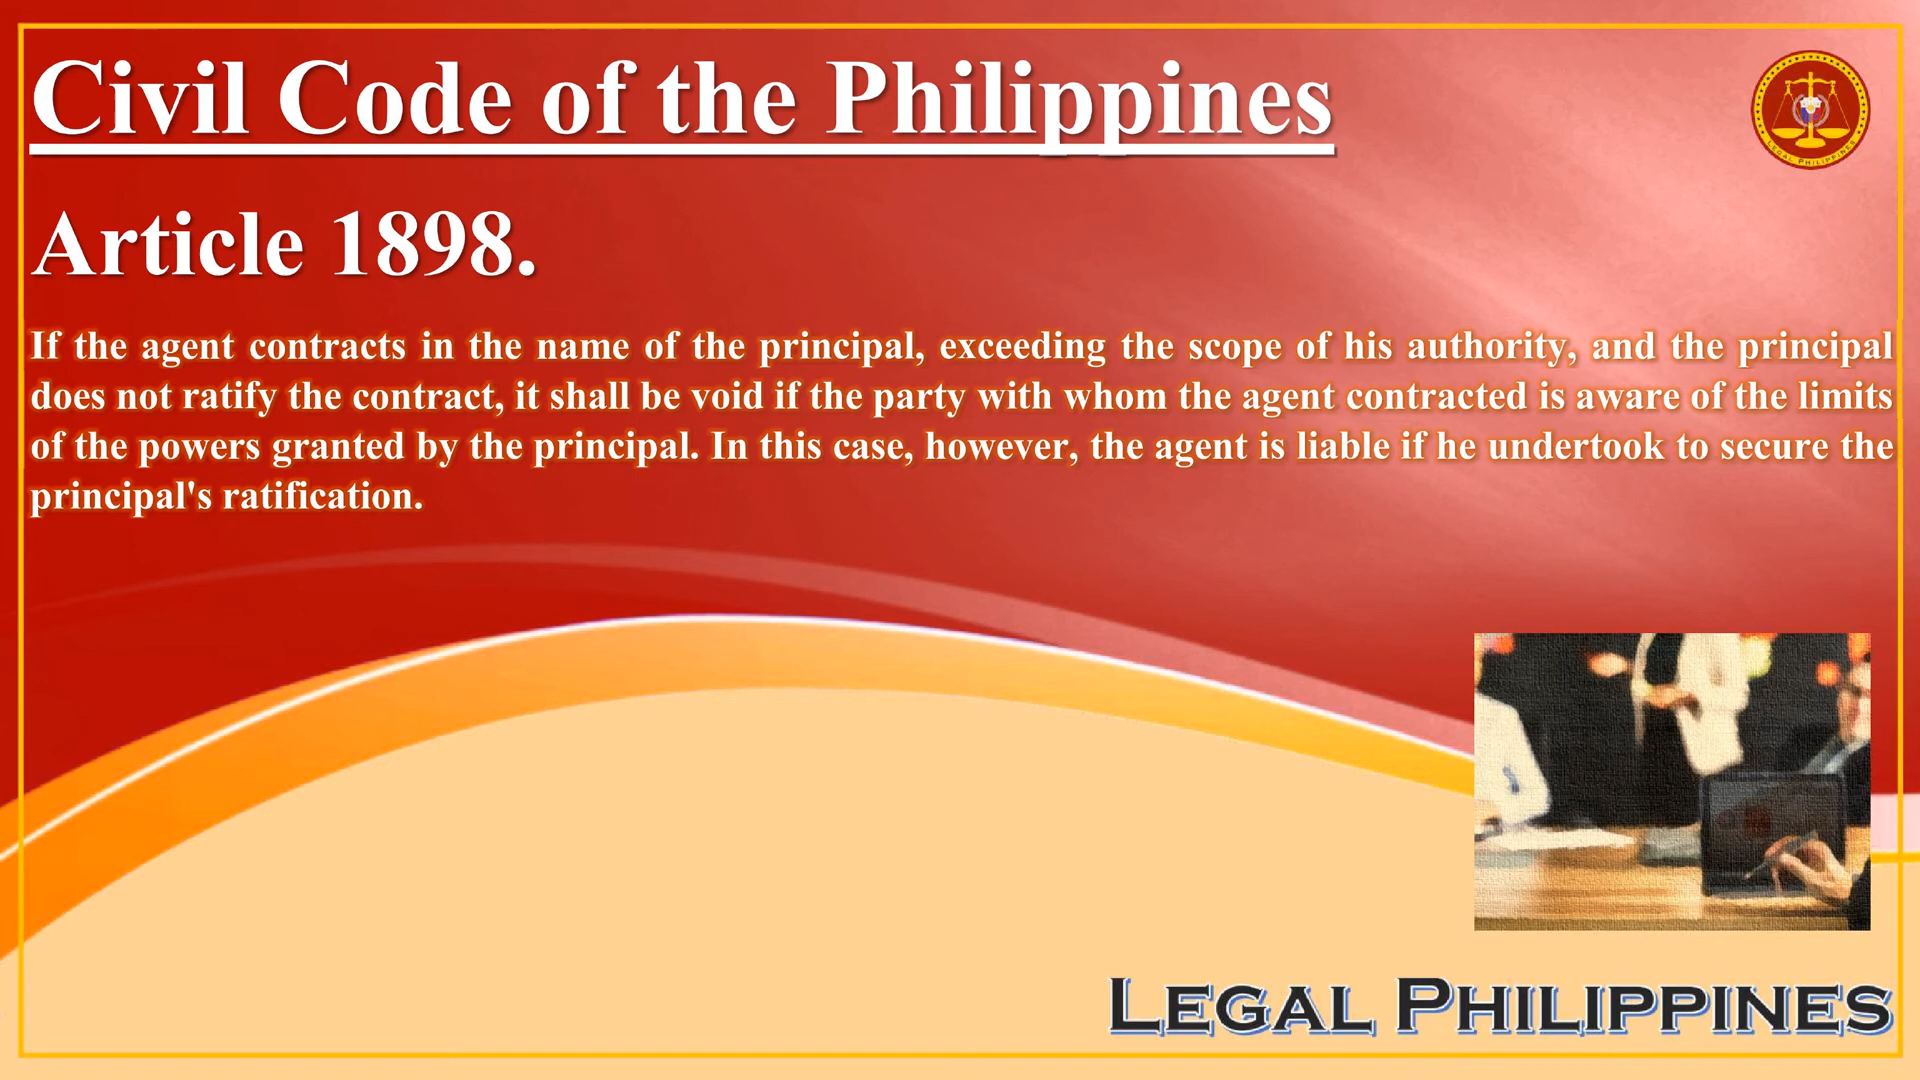 Civil Code of the Philippines
LEGAL PHILIPPINES
Article 1898.
If the agent contracts in the name of the principal, exceeding the scope of his authority, and the principal
does not ratify the contract, it shall be void if the party with whom the agent contracted is aware of the limits
of the powers granted by the principal. In this case, however, the agent is liable if he undertook to secure the
principal's ratification.
LEGAL PHILIPPINES